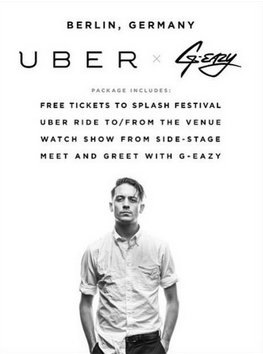 BERLIN, GERMANY
UBER × G-EAZY
PACKAGE INCLUDES:
FREE TICKETS TO SPLASH FESTIVAL
UBER RIDE TO/FROM THE VENUE
WATCH SHOW FROM SIDE-STAGE
MEET AND GREET WITH G-EAZY